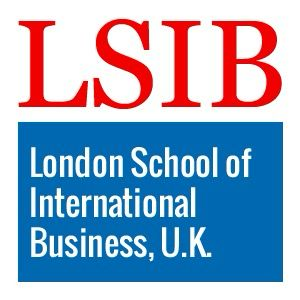 LSIB
London School of
International
Business, U.K.